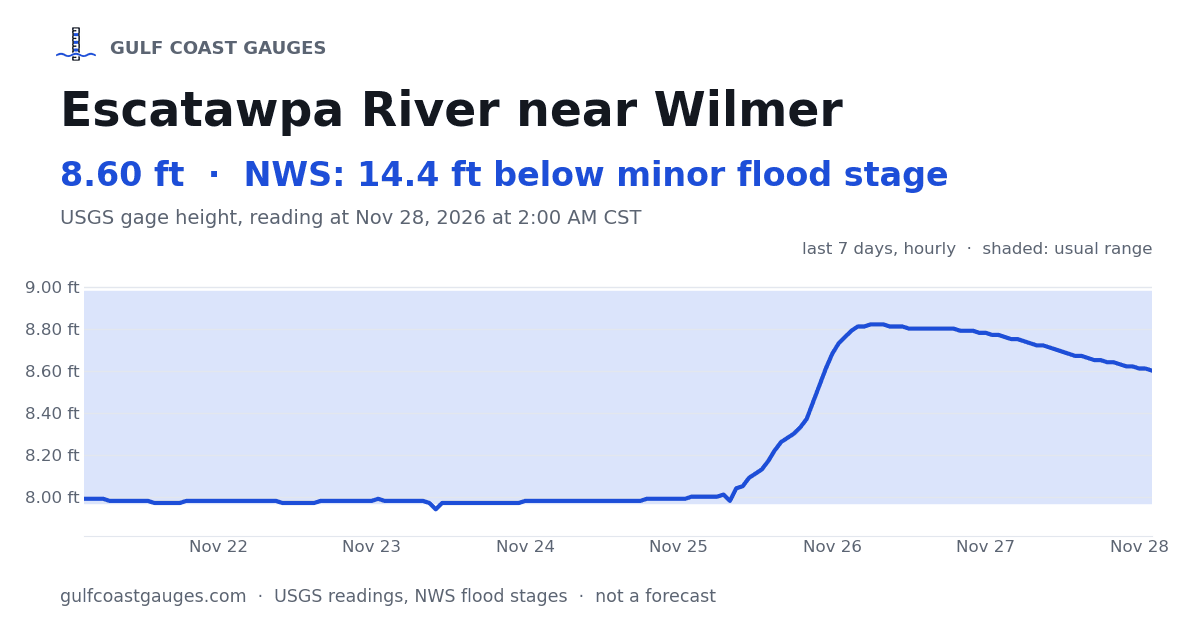 GULF COAST GAUGES
Escatawpa River near Wilmer
8.60 ft · NWS: 14.4 ft below minor flood stage
USGS gage height, reading at Nov 28, 2026 at 2:00 AM CST
last 7 days, hourly · shaded: usual range
9.00 ft
8.80 ft
8.60 ft
8.40 ft
8.20 ft
8.00 ft
Nov 22 Nov 23 Nov 24 Nov 25 Nov 26 Nov 27 Nov 28
gulfcoastgauges.com · USGS readings, NWS flood stages · not a forecast